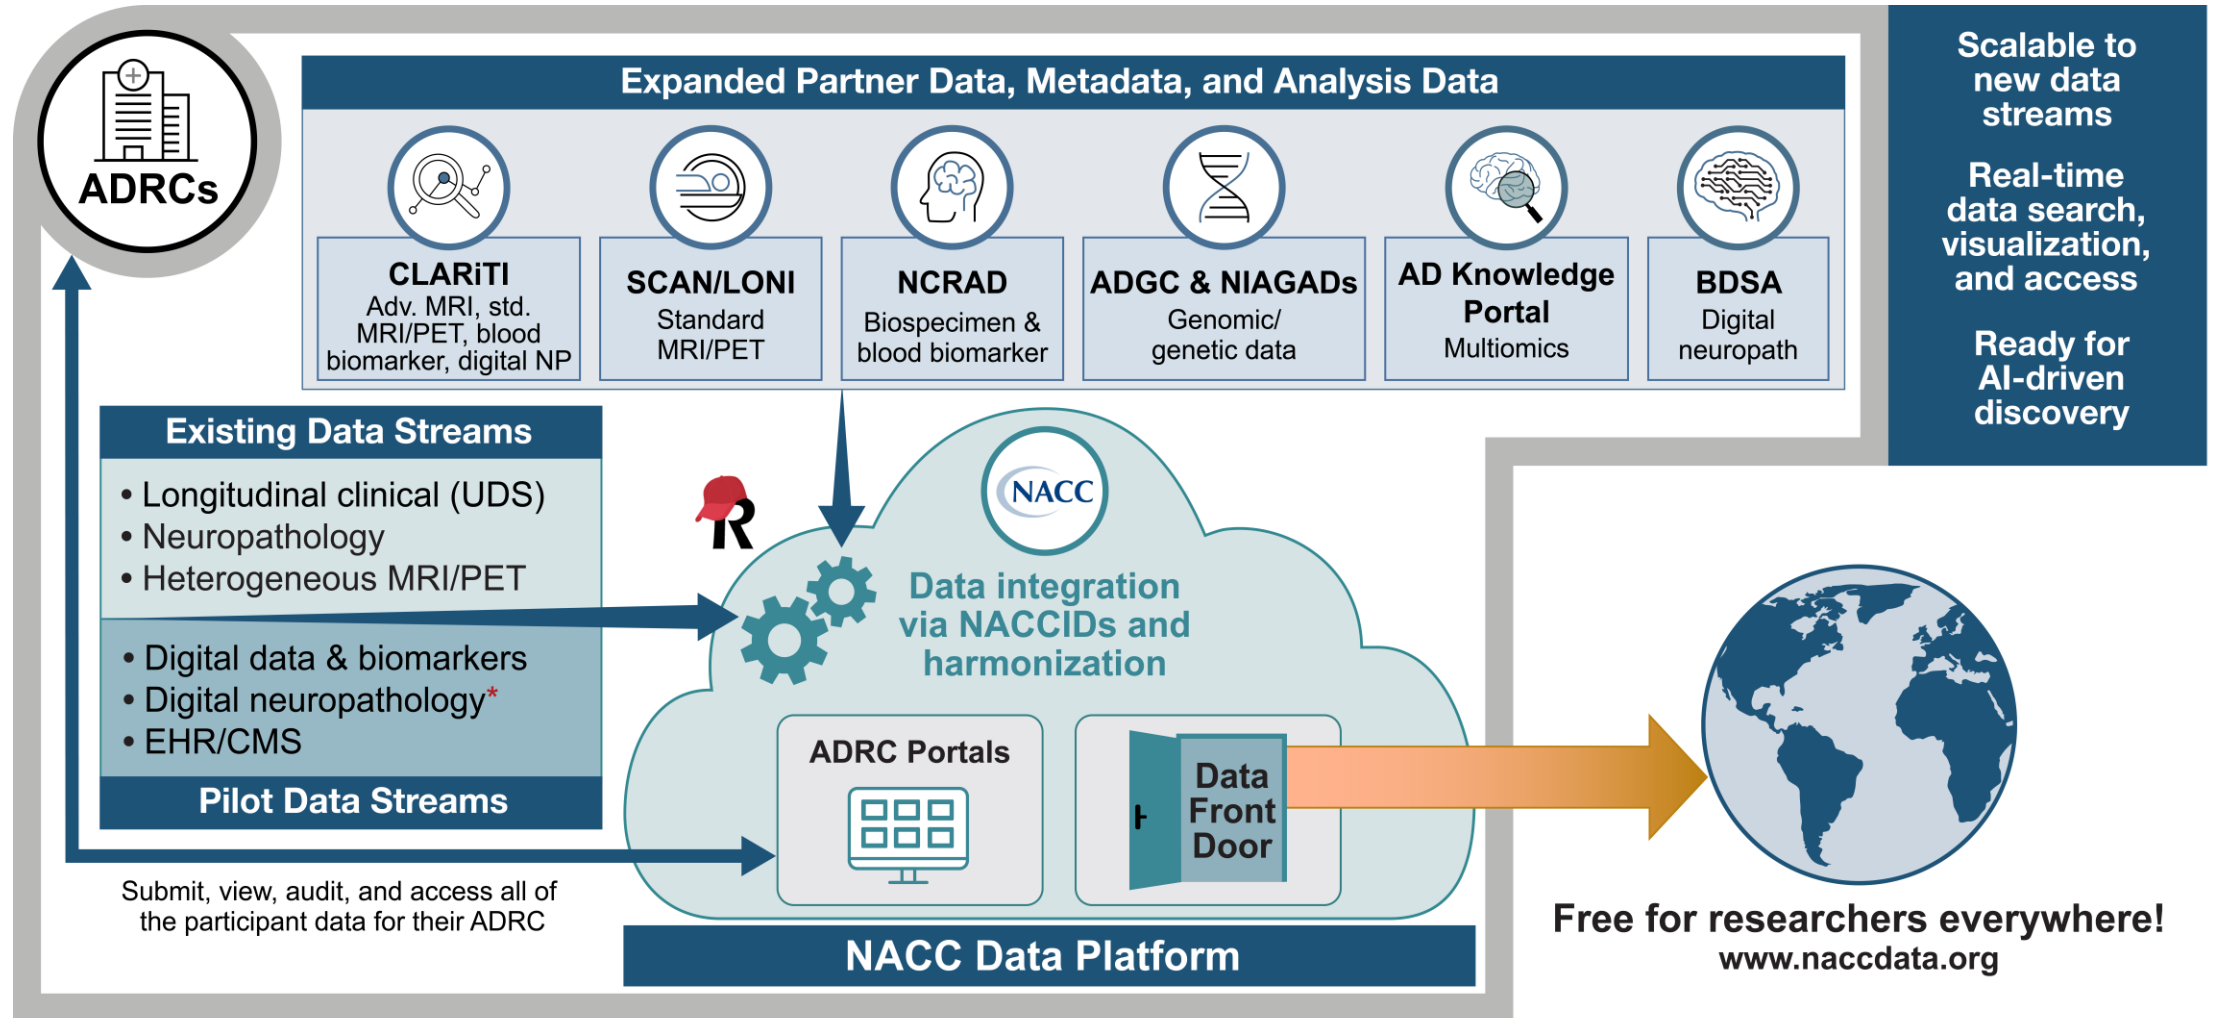 ADRCs
Expanded Partner Data, Metadata, and Analysis Data
CLARiTI
Adv. MRI, std.
MRI/PET, blood
biomarker, digital NP
SCAN/LONI
Standard
MRI/PET
NCRAD
Biospecimen &
blood biomarker
ADGC & NIAGADs
Genomic/
genetic data
AD Knowledge
Portal
Multiomics
BDSA
Digital
neuropath
Scalable to
new data
streams
Real-time
data search,
visualization,
and access
Ready for
AI-driven
discovery
Existing Data Streams
• Longitudinal clinical (UDS)
• Neuropathology
• Heterogeneous MRI/PET
• Digital data & biomarkers
• Digital neuropathology*
• EHR/CMS
Pilot Data Streams
Submit, view, audit, and access all of
the participant data for their ADRC
R
NACC
Data integration
via NACCIDs and
harmonization
ADRC Portals
Data
Front
Door
NACC Data Platform
Free for researchers everywhere!
www.naccdata.org